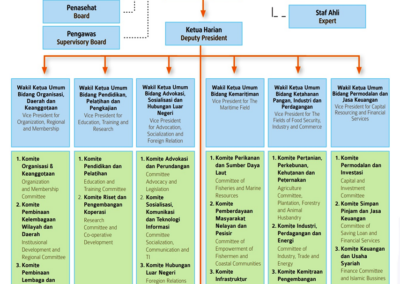 Penasehat
Board
Pengawas
Supervisory Board
Staf Ahli
Expert
Ketua Harian
Deputy President
Wakil Ketua Umum
Bidang Organisasi,
Daerah dan
Keanggotaan
Vice President for
Organization, Regional
and Membership
Wakil Ketua Umum
Bidang Pendidikan,
Pelatihan dan
Pengkajian
Vice President for
Education, Training and
Research
Wakil Ketua Umum
Bidang Advokasi,
Sosialisasi dan
Hubungan Luar
Negeri
Vice President
for Advocation,
Socialization and
Foreign Relation
Wakil Ketua Umum
Bidang Kemaritiman
Vice President for The
Maritime Field
Wakil Ketua Umum
Bidang Ketahanan
Pangan, Industri dan
Perdagangan
Vice President for
The Fields of Food Security,
Industry and Commerce
Wakil Ketua Umum
Bidang Permodalan dan
Jasa Keuangan
Vice President for Capital
Resourcing and Financial
Services
1. Komite
Organisasi &
Keanggotaan
Organization
and Membership
Committee
2. Komite
Pembinaan
Kelembagaan
Wilayah dan
Daerah
Institusional
Development and
Regional Committee
3. Komite
Pembinaan
Lembaga dan
1. Komite
Pendidikan dan
Pelatihan
Education and
Training Committee
2. Komite Riset dan
Pengembangan
Koperasi
Research
Committee and
Co-operative
Development
1. Komite Advokasi
dan Perundangan
Committee
Advocacy and
Legislation
2. Komite
Sosialisasi,
Komunikasi
dan Teknologi
Informasi
Committee
Socialization,
Communication and
TI
3. Komite Hubungan
Luar Negeri
Foreign Relations
1. Komite Perikanan
dan Sumber Daya
Laut
Committee of
Fisheries and Marine
Resources
2. Komite
Pemberdayaan
Masyarakat
Nelayan dan
Pesisir
Committee of
Empowerment of
Fishermen and
Coastal Communities
3. Komite
Infrastruktur
1. Komite Pertanian,
Perkebunan,
Kehutanan dan
Peternakan
Agriculture
Committee,
Plantation, Forestry
and Animal
Husbandry
2. Komite Industri,
Perdagangan dan
Energi
Committee of
Industry, Trade and
Energy
3. Komite Kemitraan
Pengembangan
1. Komite
Permodalan dan
Investasi
Capital and
Investment
Committee
2. Komite Simpan
Pinjam dan Jasa
Keuangan
Committee of
Saving Loan and
Financial Services
3. Komite Keuangan
dan Usaha
Syariah
Finance Committee
and Islamic Bussines